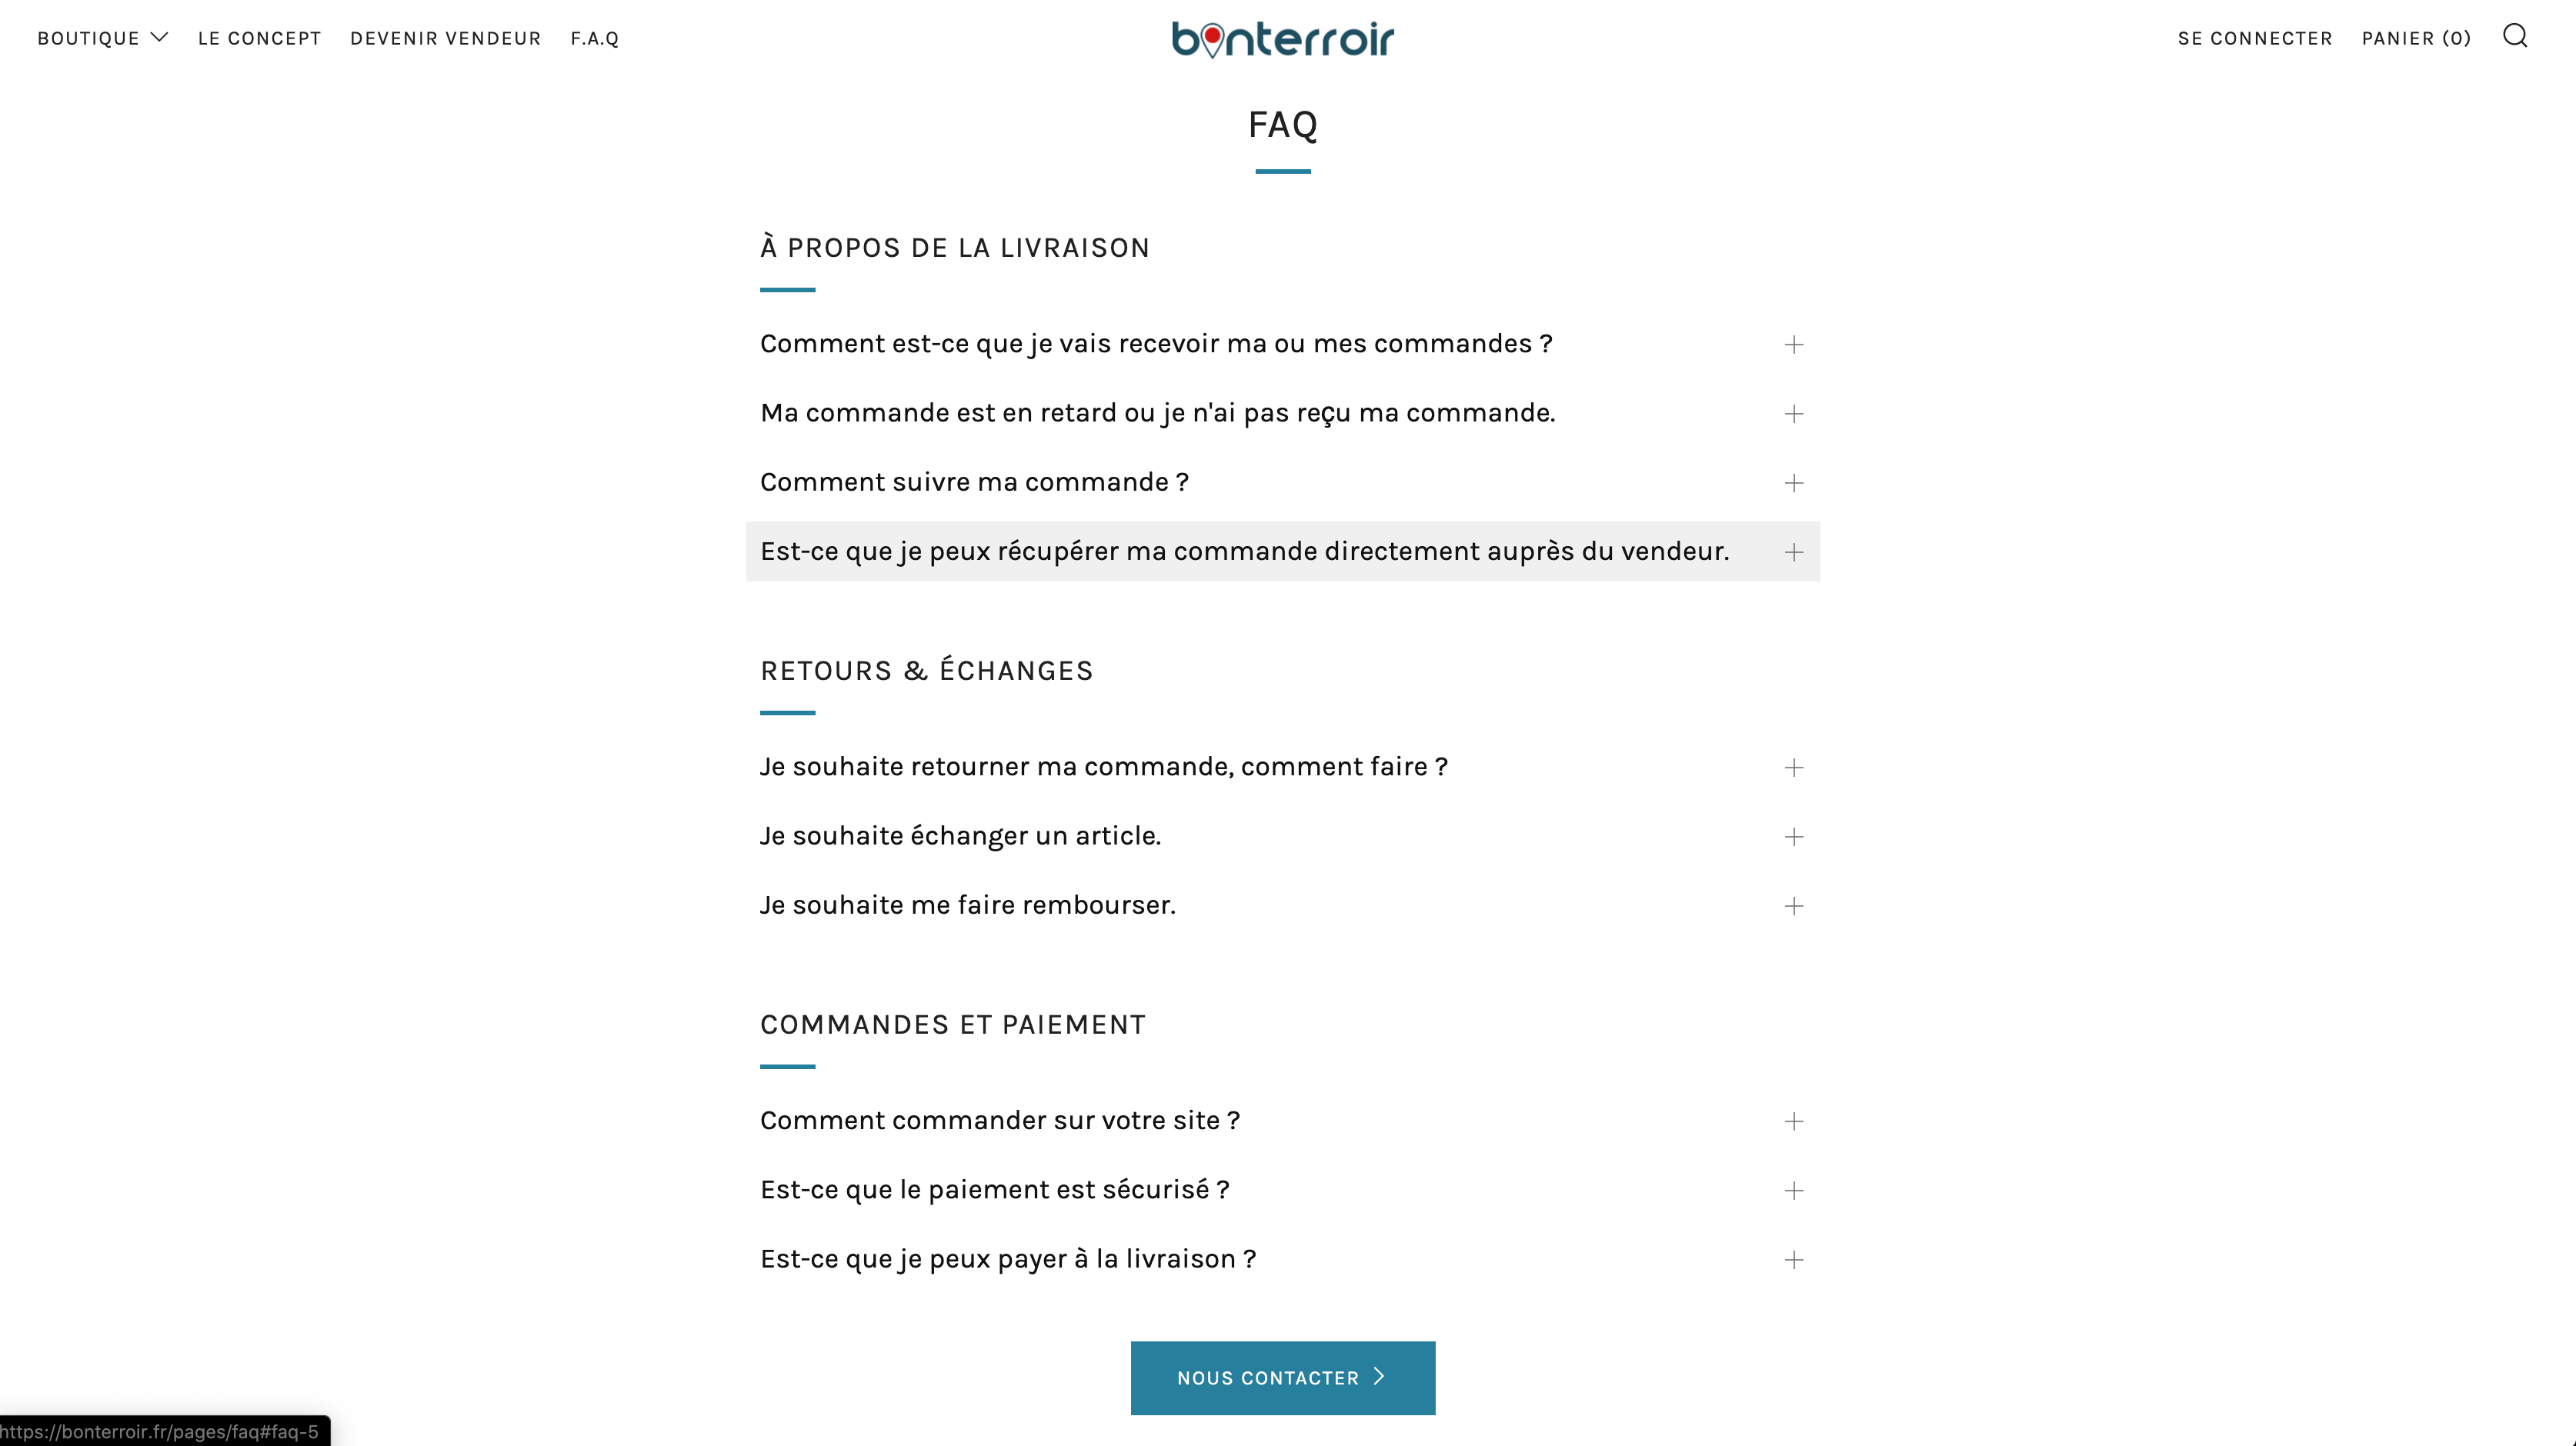 BOUTIQUE LE CONCEPT DEVENIR VENDEUR F.A.Q bonterroir SE CONNECTER PANIER (0)
FAQ
À PROPOS DE LA LIVRAISON
Comment est-ce que je vais recevoir ma ou mes commandes ?
Ma commande est en retard ou je n'ai pas reçu ma commande.
Comment suivre ma commande ?
Est-ce que je peux récupérer ma commande directement auprès du vendeur.
RETOURS & ÉCHANGES
Je souhaite retourner ma commande, comment faire ?
Je souhaite échanger un article.
Je souhaite me faire rembourser.
COMMANDES ET PAIEMENT
Comment commander sur votre site ?
Est-ce que le paiement est sécurisé ?
Est-ce que je peux payer à la livraison ?
NOUS CONTACTER
https://bonterroir.fr/pages/faq#faq-5